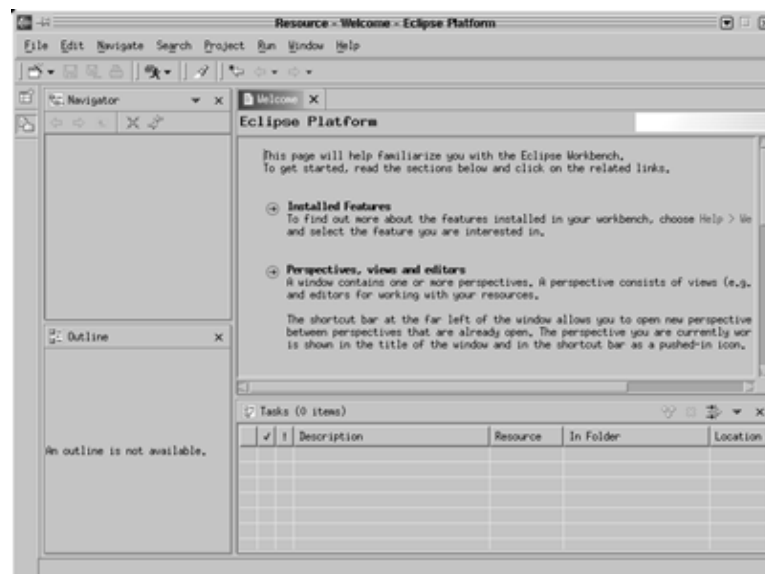 Resource - Welcome - Eclipse Platform
File Edit Navigate Search Project Run Window Help
Navigator
Welcome
Eclipse Platform
This page will help familiarize you with the Eclipse Workbench.
To get started, read the sections below and click on the related links.
Installed Features
To find out more about the features installed in your workbench, choose Help > We
and select the feature you are interested in.
Perspectives, views and editors
A window contains one or more perspectives. A perspective consists of views (e.g.
and editors for working with your resources.
The shortcut bar at the far left of the window allows you to open new perspective
between perspectives that are already open. The perspective you are currently wor
is shown in the title of the window and in the shortcut bar as a pushed-in icon.
Outline
An outline is not available.
Tasks (0 items)
! Description Resource In Folder Location